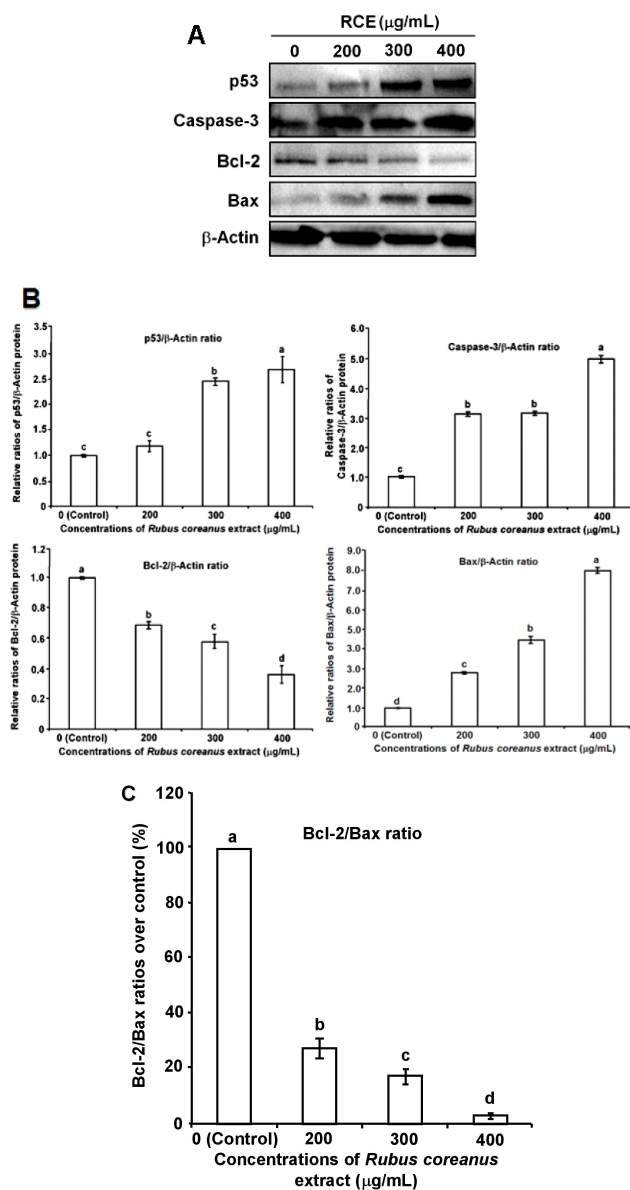 A
RCE (μg/mL)
0 200 300 400
p53
Caspase-3
Bcl-2
Bax
β-Actin
B
p53/β-Actin ratio
Relative ratios of p53/β-Actin protein
3.5
3.0
2.5
2.0
1.5
1.0
0.5
0
c
c
b
a
0 (Control) 200 300 400
Concentrations of Rubus coreanus extract (μg/mL)
Caspase-3/β-Actin ratio
Relative ratios of
Caspase-3/β-Actin protein
6.0
5.0
4.0
3.0
2.0
1.0
0
c
b
b
a
0 (Control) 200 300 400
Concentrations of Rubus coreanus extract (μg/mL)
Bcl-2/β-Actin ratio
Relative ratios of Bcl-2/β-Actin protein
1.2
1.0
0.8
0.6
0.4
0.2
0
a
b
c
d
0 (Control) 200 300 400
Concentrations of Rubus coreanus extract (μg/mL)
Bax/β-Actin ratio
Relative ratios of Bax/β-Actin protein
9.0
8.0
7.0
6.0
5.0
4.0
3.0
2.0
1.0
0
d
c
b
a
0 (Control) 200 300 400
Concentrations of Rubus coreanus extract (μg/mL)
C
Bcl-2/Bax ratio
Bcl-2/Bax ratios over control (%)
120
100
80
60
40
20
0
a
b
c
d
0 (Control) 200 300 400
Concentrations of Rubus coreanus
extract (μg/mL)